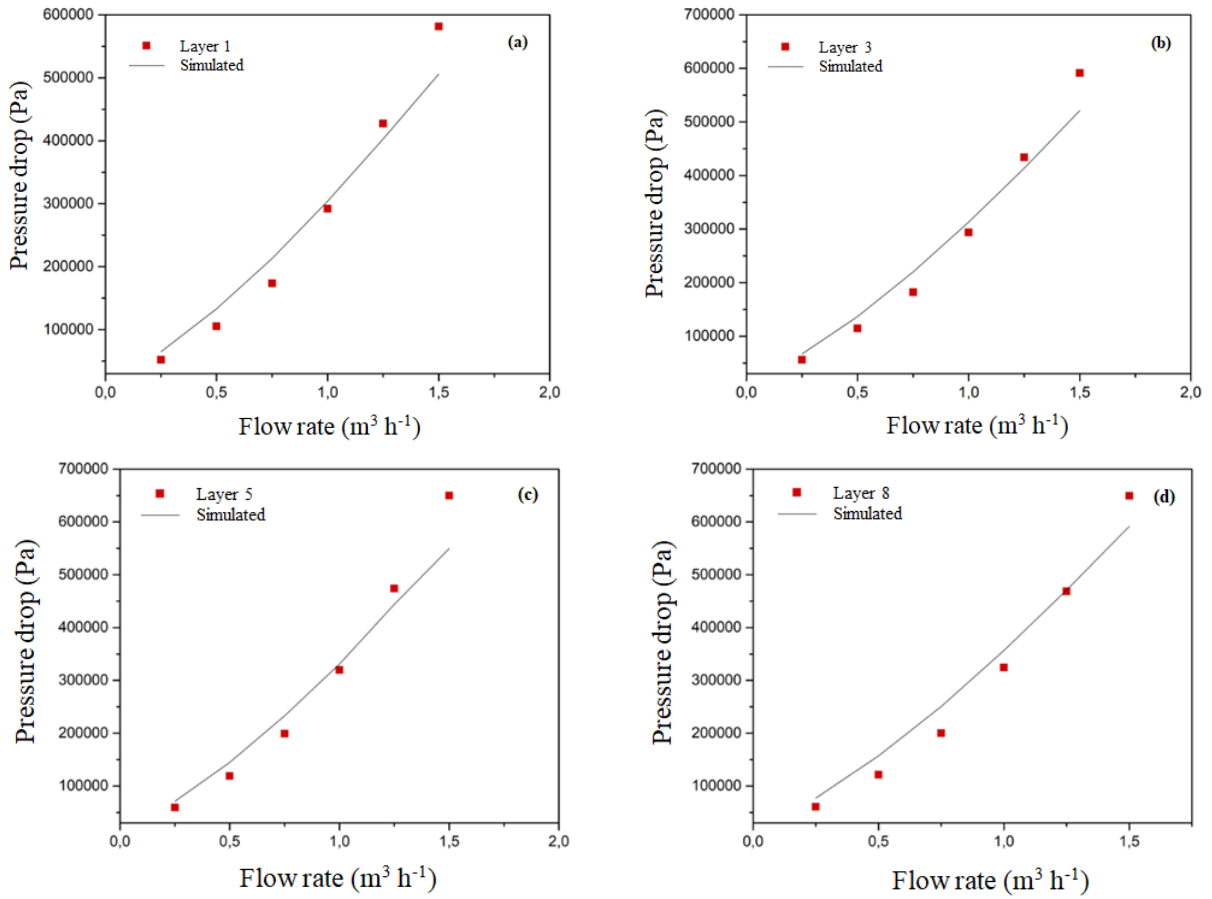 600000
500000
400000
300000
200000
100000
Pressure drop (Pa)
Layer 1
Simulated
(a)
0,0 0,5 1,0 1,5 2,0
Flow rate (m³ h⁻¹)
700000
600000
500000
400000
300000
200000
100000
Pressure drop (Pa)
Layer 3
Simulated
(b)
0,0 0,5 1,0 1,5 2,0
Flow rate (m³ h⁻¹)
700000
600000
500000
400000
300000
200000
100000
Pressure drop (Pa)
Layer 5
Simulated
(c)
0,0 0,5 1,0 1,5 2,0
Flow rate (m³ h⁻¹)
700000
600000
500000
400000
300000
200000
100000
Pressure drop (Pa)
Layer 8
Simulated
(d)
0,0 0,5 1,0 1,5
Flow rate (m³ h⁻¹)